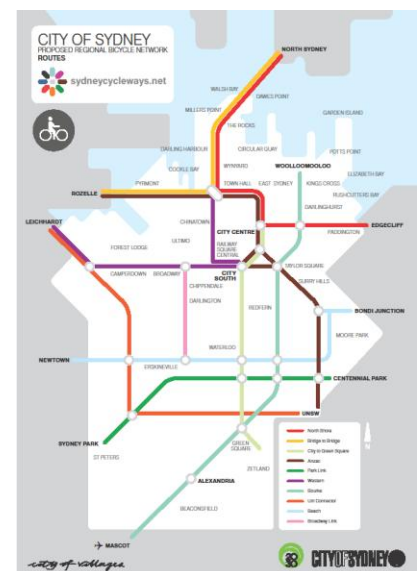 CITY OF SYDNEY
PROPOSED REGIONAL BICYCLE NETWORK
ROUTES
sydneycycleways.net
NORTH SYDNEY
WALSH BAY
DAWES POINT
MILLERS POINT
GARDEN ISLAND
THE ROCKS
DARLING HARBOUR
CIRCULAR QUAY
POTTS POINT
COCKLE BAY
WYNYARD
WOOLLOOMOOLOO
ELIZABETH BAY
PYRMONT
TOWN HALL
EAST SYDNEY
KINGS CROSS
ROZELLE
RUSHCUTTERS BAY
DARLINGHURST
LEICHHARDT
CHINATOWN
CITY CENTRE
EDGECLIFF
PADDINGTON
FOREST LODGE
ULTIMO
RAILWAY
SQUARE
CENTRAL
TAYLOR SQUARE
CAMPERDOWN
BROADWAY
CITY
SOUTH
SURRY HILLS
CHIPPENDALE
DARLINGTON
REDFERN
BONDI JUNCTION
MOORE PARK
WATERLOO
NEWTOWN
ERSKINEVILLE
CENTENNIAL PARK
UNSW
SYDNEY PARK
ST PETERS
GREEN
SQUARE
ZETLAND
ALEXANDRIA
BEACONSFIELD
MASCOT
North Shore
Bridge to Bridge
City to Green Square
Anzac
Park Link
Western
Bourke
Uni Connector
Beach
Broadway Link
city of villages
CITYOFSYDNEY